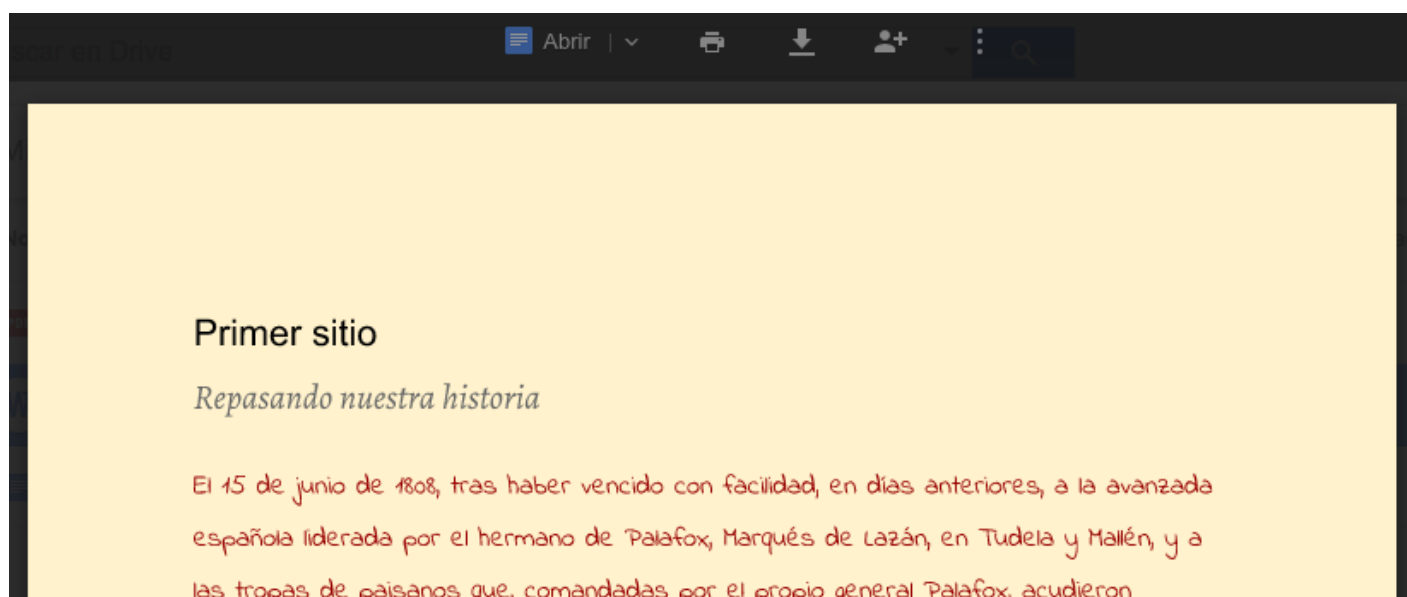 scar en Drive
Abrir
Primer sitio
Repasando nuestra historia
El 15 de junio de 1808, tras haber vencido con facilidad, en días anteriores, a la avanzada
española liderada por el hermano de Palafox, Marqués de Lazán, en Tudela y Mallén, y a
las tropas de paisanos que, comandadas por el propio general Palafox, acudieron